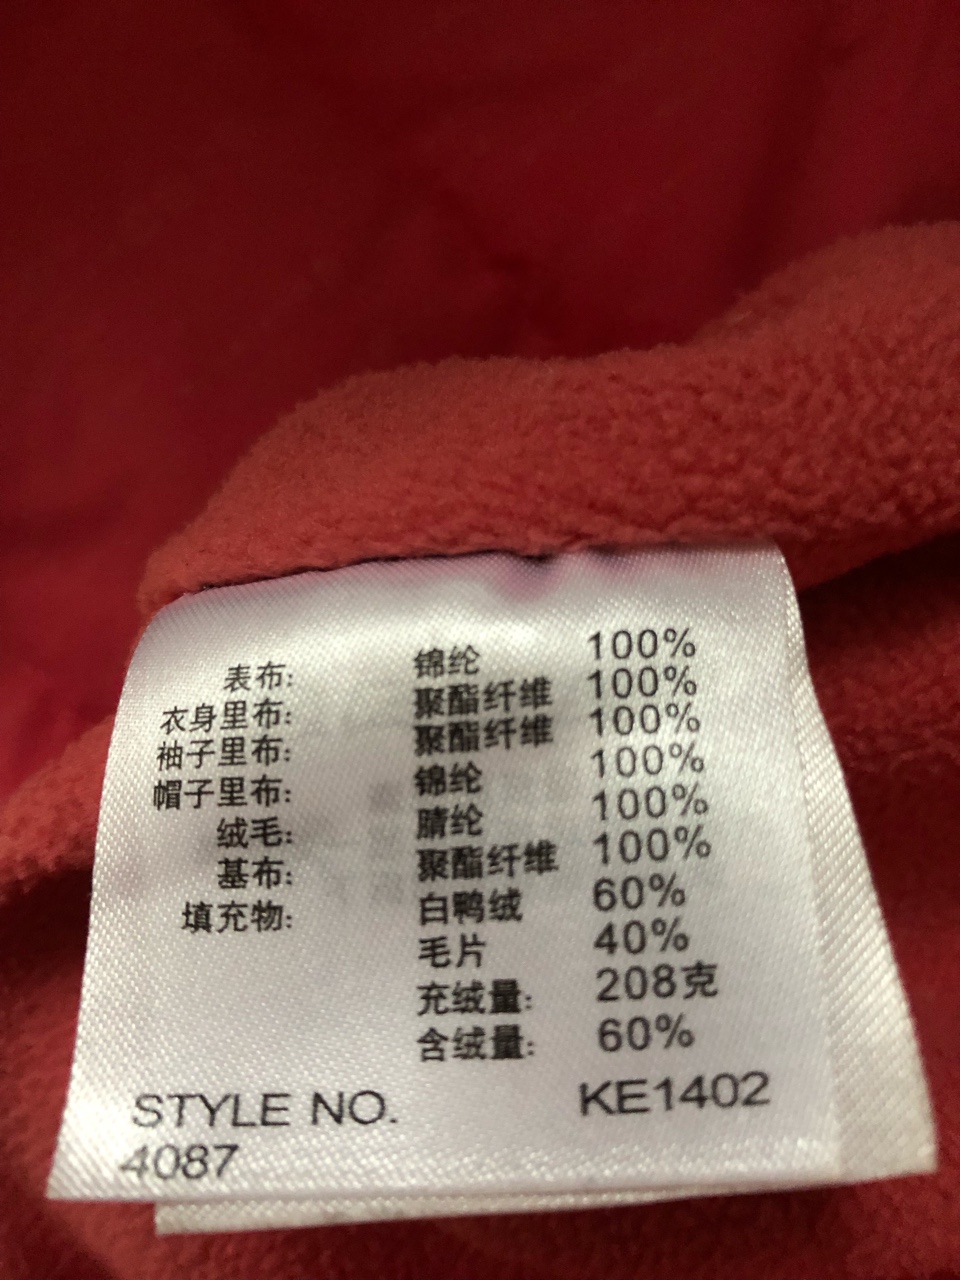 表布: 锦纶 100%
衣身里布: 聚酯纤维 100%
袖子里布: 聚酯纤维 100%
帽子里布: 锦纶 100%
绒毛: 腈纶 100%
基布: 聚酯纤维 100%
填充物: 白鸭绒 60%
毛片 40%
充绒量: 208克
含绒量: 60%
STYLE NO. KE1402
4087